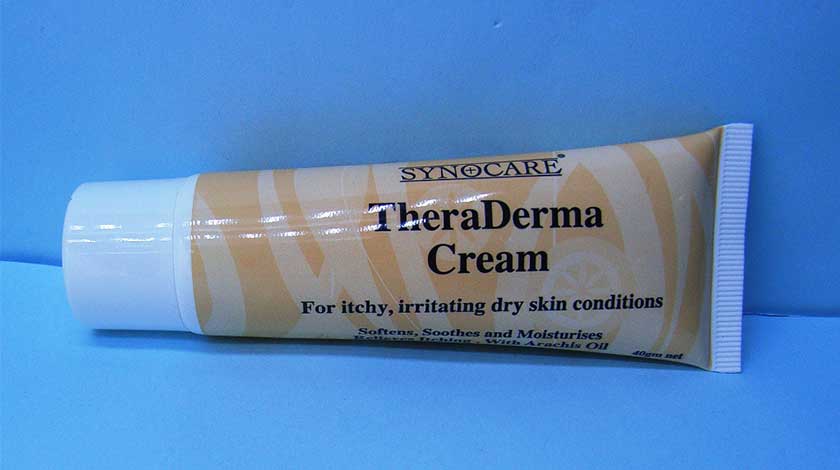 SYNOCARE®
TheraDerma
Cream
For itchy, irritating dry skin conditions
Softens, Soothes and Moisturises
Relieves Itching . With Arachis Oil
40gm net